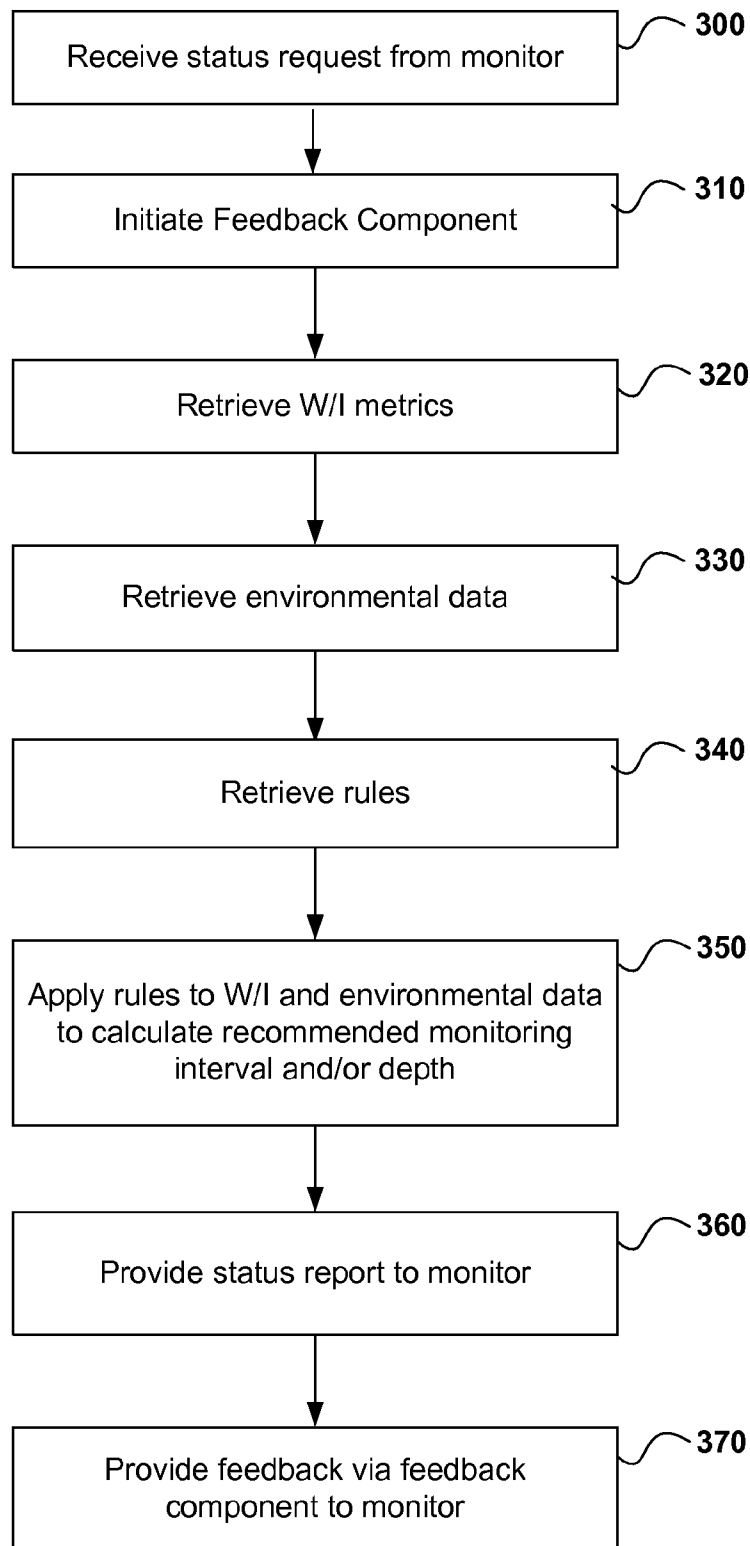 Receive status request from monitor
300
Initiate Feedback Component
310
Retrieve W/I metrics
320
Retrieve environmental data
330
Retrieve rules
340
Apply rules to W/I and environmental data
to calculate recommended monitoring
interval and/or depth
350
Provide status report to monitor
360
Provide feedback via feedback
component to monitor
370